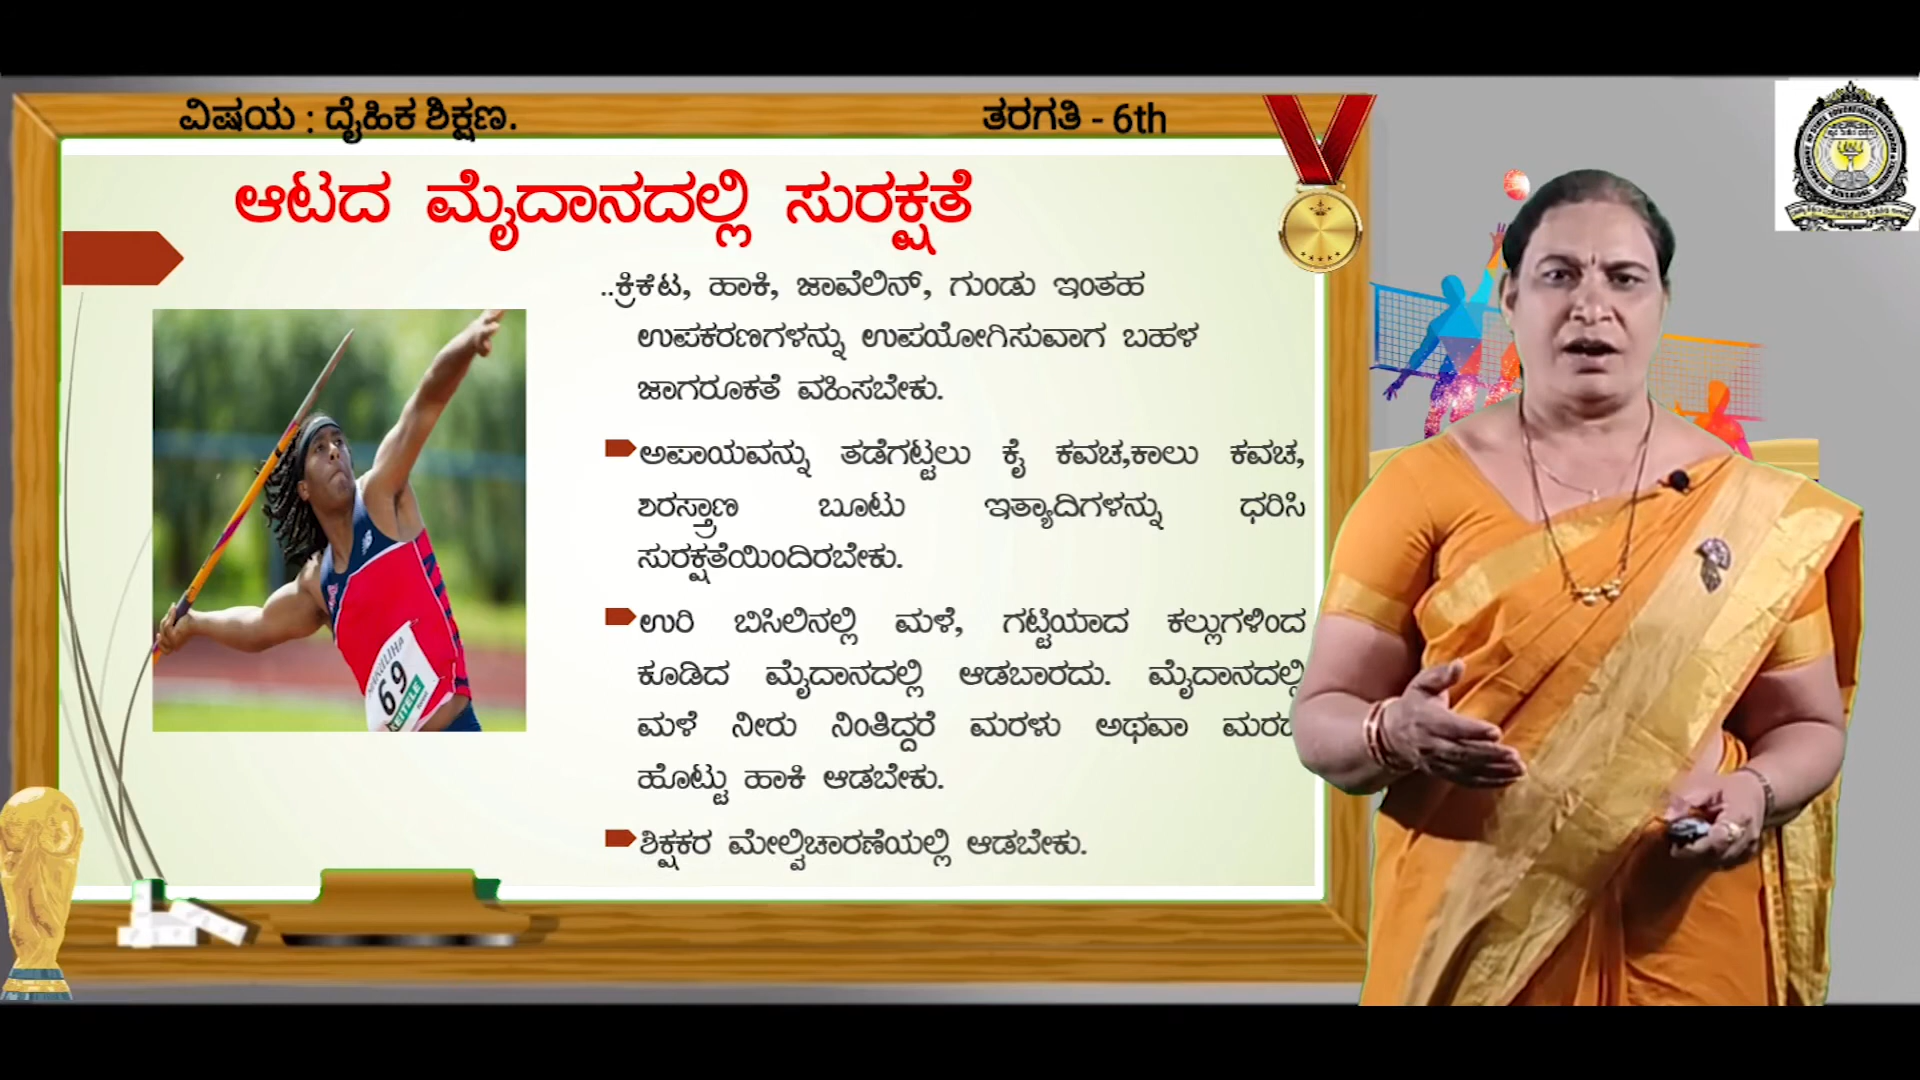 ವಿಷಯ : ದೈಹಿಕ ಶಿಕ್ಷಣ.
ತರಗತಿ - 6th
ಆಟದ ಮೈದಾನದಲ್ಲಿ ಸುರಕ್ಷತೆ
..ಕ್ರಿಕೆಟ, ಹಾಕಿ, ಜಾವೆಲಿನ್, ಗುಂಡು ಇಂತಹ
ಉಪಕರಣಗಳನ್ನು ಉಪಯೋಗಿಸುವಾಗ ಬಹಳ
ಜಾಗರೂಕತೆ ವಹಿಸಬೇಕು.
ಅಪಾಯವನ್ನು ತಡೆಗಟ್ಟಲು ಕೈ ಕವಚ,ಕಾಲು ಕವಚ,
ಶಿರಸ್ತ್ರಾಣ ಬೂಟು ಇತ್ಯಾದಿಗಳನ್ನು ಧರಿಸಿ
ಸುರಕ್ಷತೆಯಿಂದಿರಬೇಕು.
ಉರಿ ಬಿಸಿಲಿನಲ್ಲಿ ಮಳೆ, ಗಟ್ಟಿಯಾದ ಕಲ್ಲುಗಳಿಂದ
ಕೂಡಿದ ಮೈದಾನದಲ್ಲಿ ಆಡಬಾರದು. ಮೈದಾನದಲ್ಲಿ
ಮಳೆ ನೀರು ನಿಂತಿದ್ದರೆ ಮರಳು ಅಥವಾ
ಹೊಟ್ಟು ಹಾಕಿ ಆಡಬೇಕು.
ಶಿಕ್ಷಕರ ಮೇಲ್ವಿಚಾರಣೆಯಲ್ಲಿ ಆಡಬೇಕು.
69